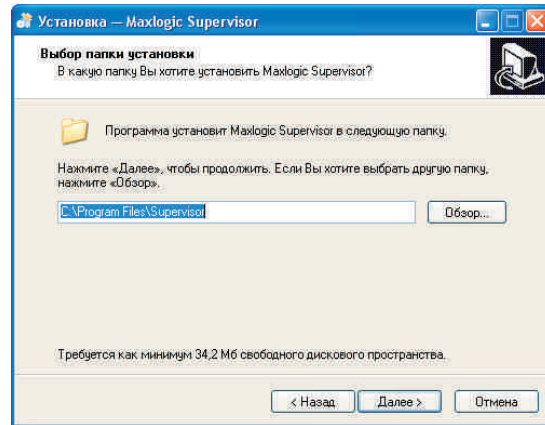 Установка — Maxlogic Supervisor
Выбор папки установки
В какую папку Вы хотите установить Maxlogic Supervisor?
Программа установит Maxlogic Supervisor в следующую папку.
Нажмите «Далее», чтобы продолжить. Если Вы хотите выбрать другую папку,
нажмите «Обзор».
C:\Program Files\Supervisor
Обзор...
Требуется как минимум 34,2 Мб свободного дискового пространства.
< Назад
Далее >
Отмена